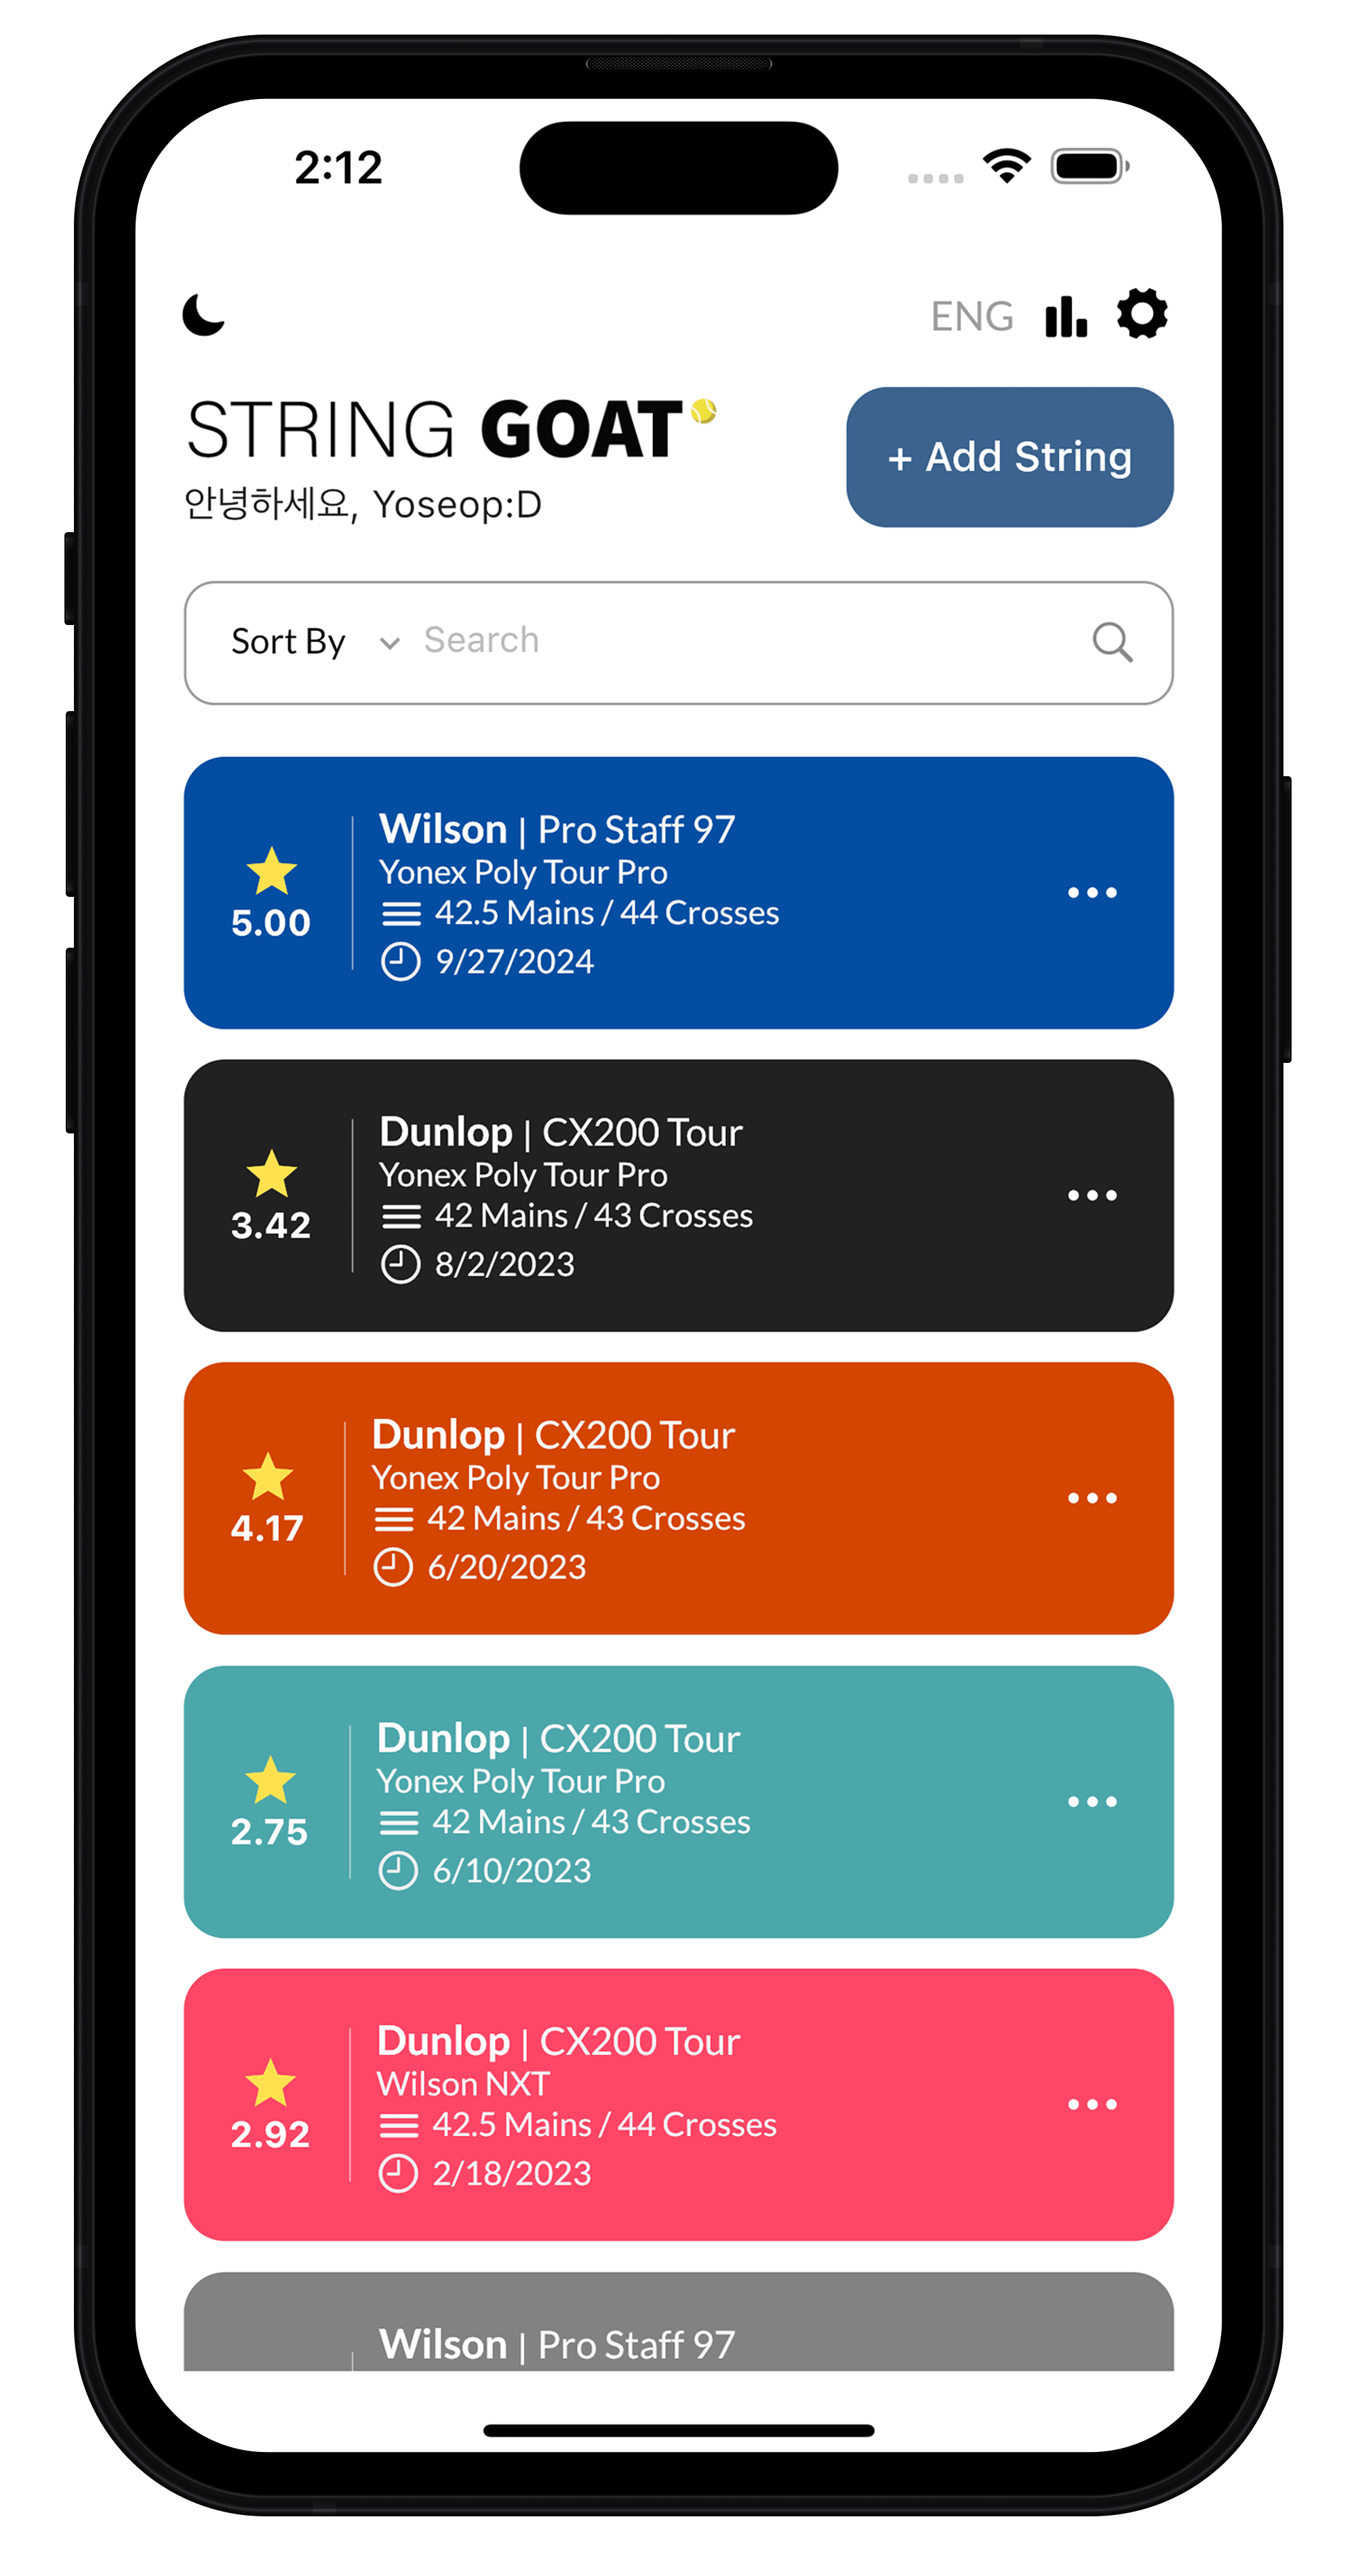 2:12
ENG
STRING GOAT
안녕하세요, Yoseop:D
+ Add String
Sort By Search
Wilson | Pro Staff 97
Yonex Poly Tour Pro
5.00
42.5 Mains / 44 Crosses
9/27/2024
Dunlop | CX200 Tour
Yonex Poly Tour Pro
3.42
42 Mains / 43 Crosses
8/2/2023
Dunlop | CX200 Tour
Yonex Poly Tour Pro
4.17
42 Mains / 43 Crosses
6/20/2023
Dunlop | CX200 Tour
Yonex Poly Tour Pro
2.75
42 Mains / 43 Crosses
6/10/2023
Dunlop | CX200 Tour
Wilson NXT
2.92
42.5 Mains / 44 Crosses
2/18/2023
Wilson | Pro Staff 97